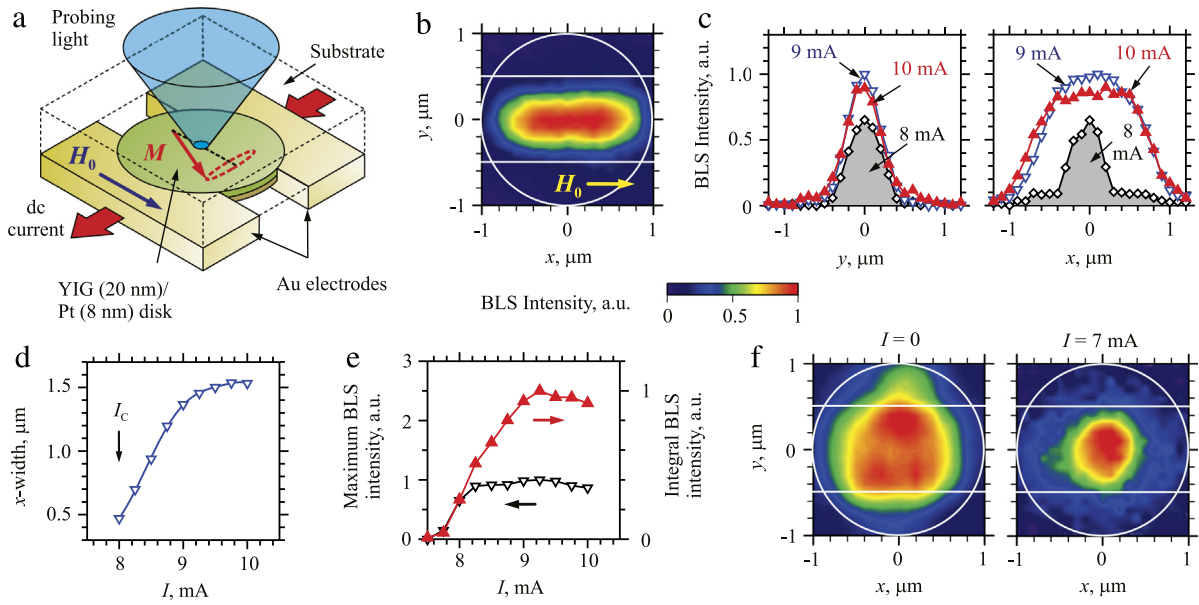 a
Probing
light
Substrate
H0
M
dc
current
YIG (20 nm)/
Pt (8 nm) disk
Au electrodes
b
y, μm
1
0
-1
H0
-1
0
1
x, μm
c
BLS Intensity, a.u.
1.0
0.5
0
9 mA
10 mA
8
mA
-1
0
1
y, μm
9 mA
10 mA
8
mA
-1
0
1
x, μm
BLS Intensity, a.u.
0
0.5
1
d
x-width, μm
1.5
1.0
0.5
IC
8
9
10
I, mA
e
Maximum BLS
intensity, a.u.
3
2
1
0
1
0
Integral BLS
intensity, a.u.
8
9
10
I, mA
f
I = 0
I = 7 mA
y, μm
1
0
-1
-1
0
1
x, μm
-1
0
1
x, μm